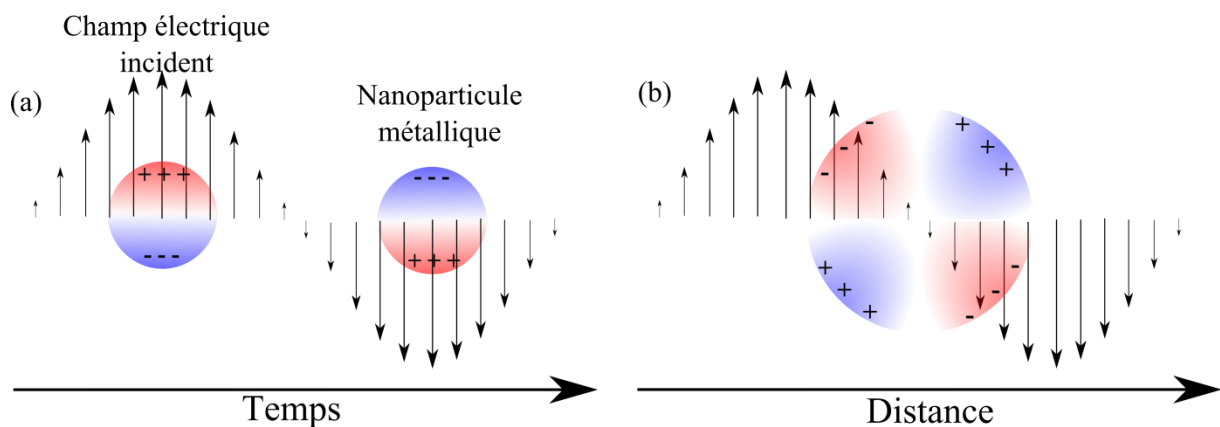 Champ électrique
incident
(a)
Nanoparticule
métallique
+ + +
- - -
- - -
+ + +
Temps
(b)
- - -
+ + +
+ + +
- - -
Distance